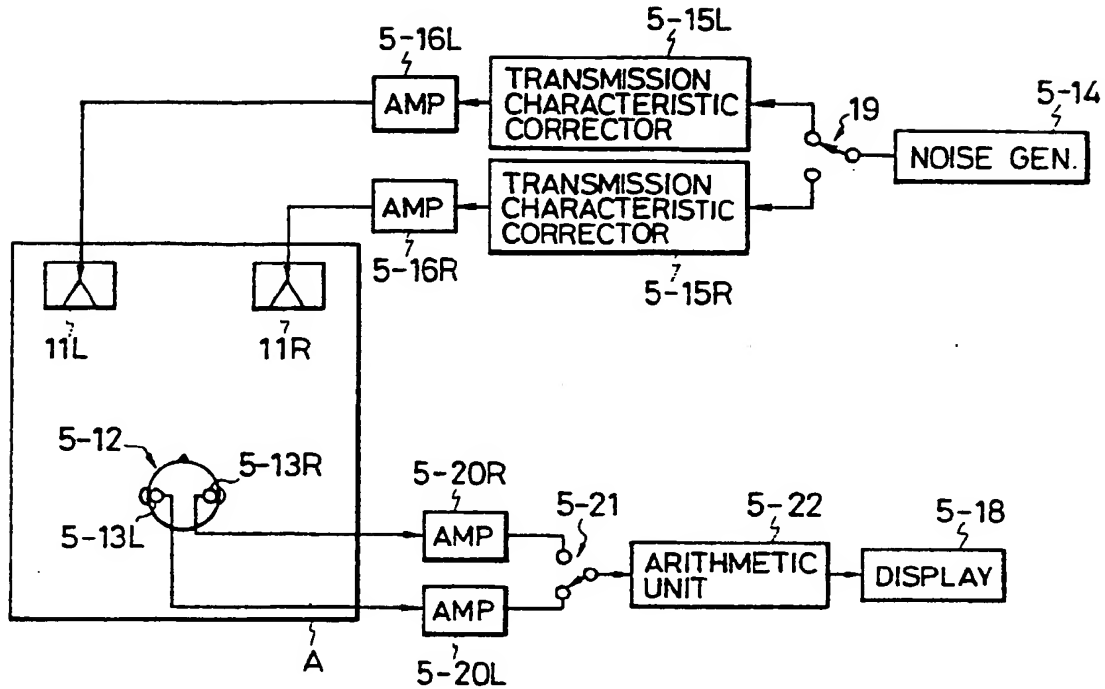 5-15L
5-16L
TRANSMISSION
CHARACTERISTIC
CORRECTOR
AMP
19
5-14
NOISE GEN.
TRANSMISSION
CHARACTERISTIC
CORRECTOR
AMP
5-16R
5-15R
11L
11R
5-12
5-13R
5-13L
5-20R
AMP
5-21
5-22
ARITHMETIC
UNIT
5-18
DISPLAY
AMP
5-20L
A